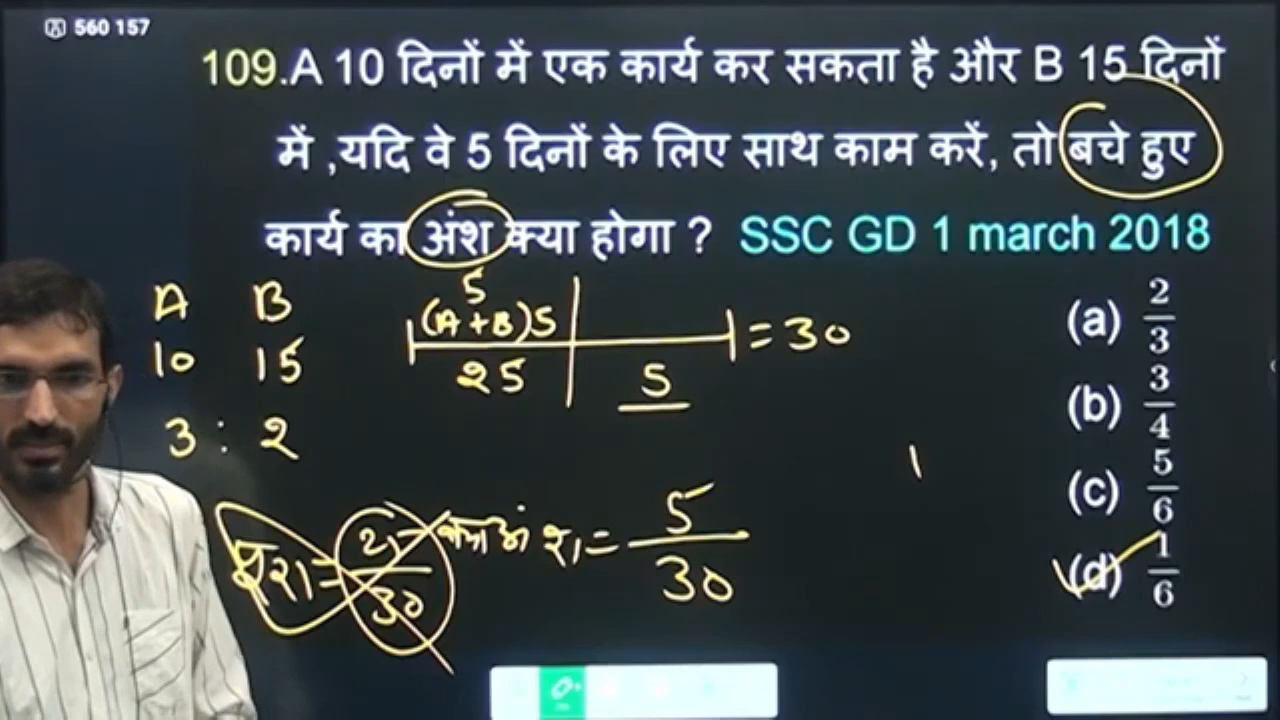 560 157
109.A 10 दिनों में एक कार्य कर सकता है और B 15 दिनों
में ,यदि वे 5 दिनों के लिए साथ काम करें, तो बचे हुए
कार्य का अंश क्या होगा ? SSC GD 1 march 2018
A B
10 15
3 : 2
5
(A+B)5 = 30
25 5
(a) 2/3
(b) 3/4
(c) 5/6
(d) 1/6
अंश = 5/30
30
1